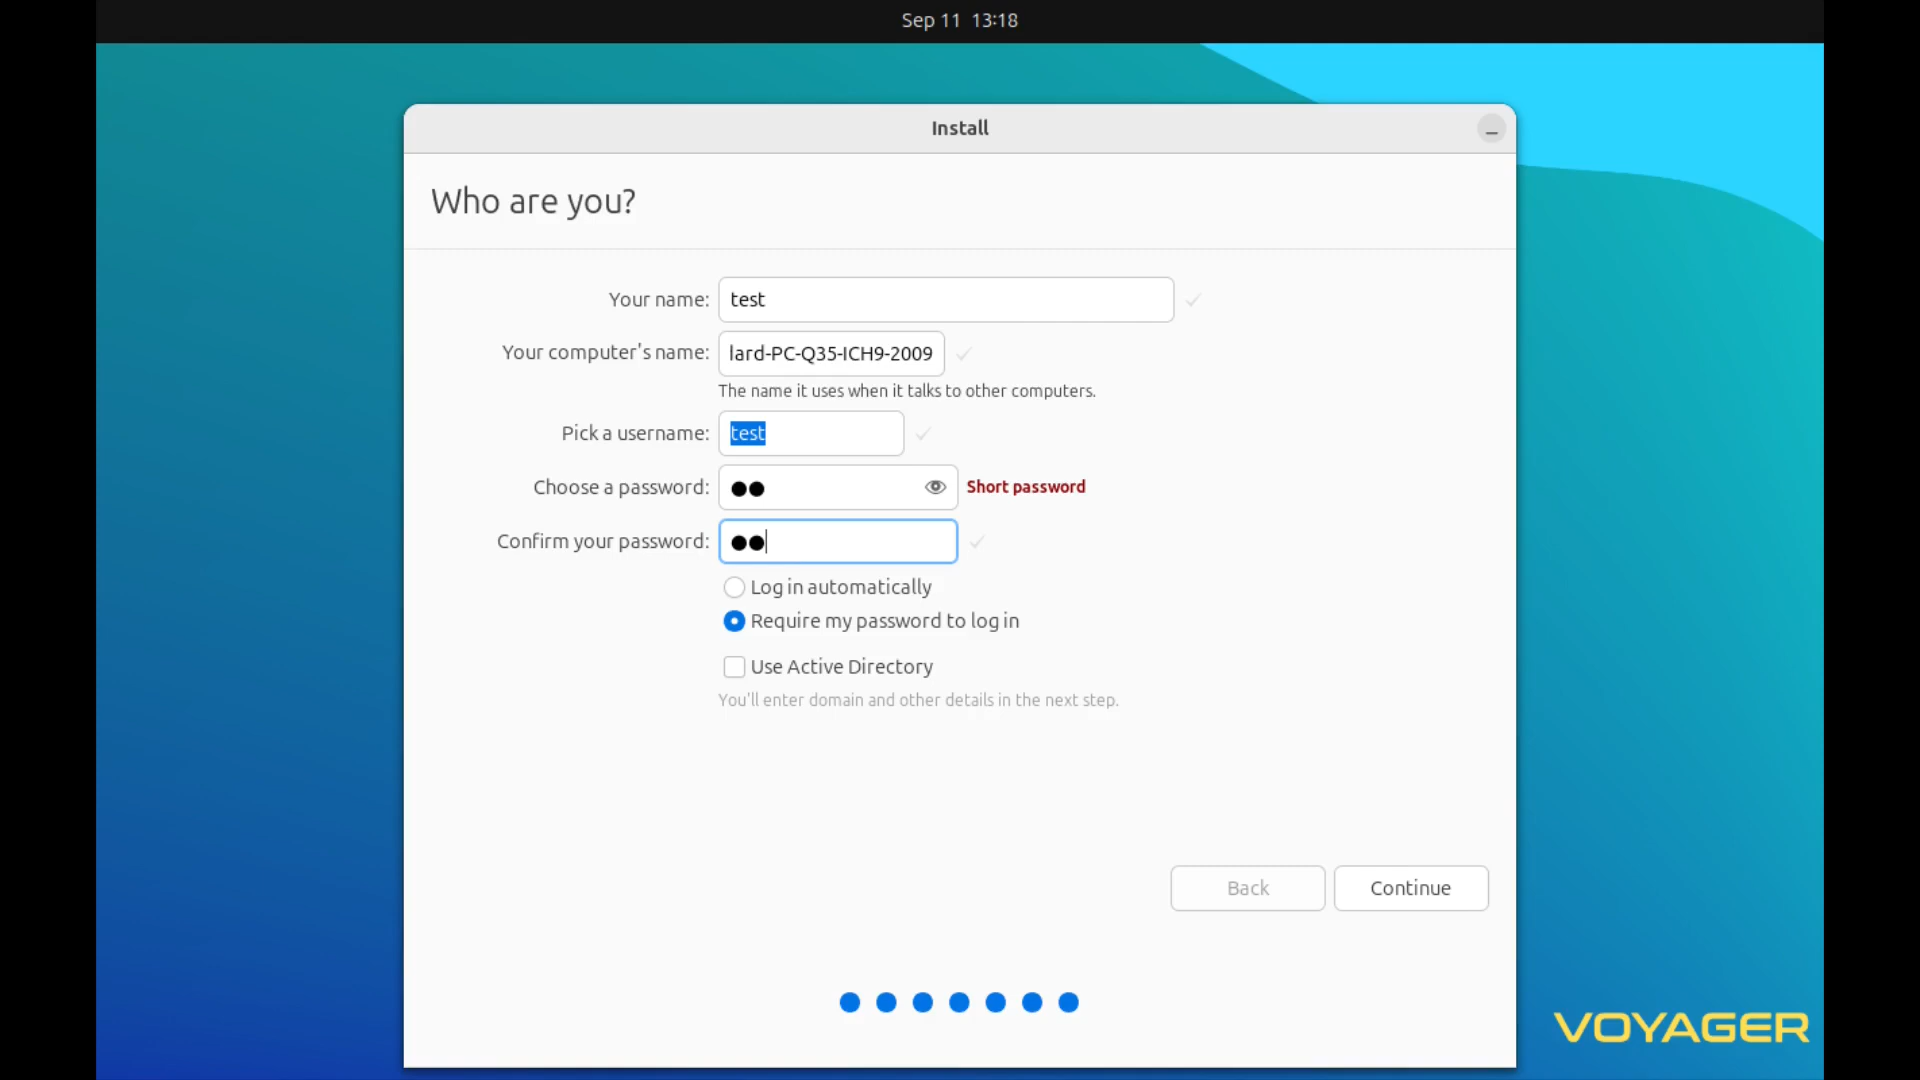 Sep 11 13:18
Install
Who are you?
Your name: test
Your computer's name: lard-PC-Q35-ICH9-2009
The name it uses when it talks to other computers.
Pick a username: test
Choose a password: ●● Short password
Confirm your password: ●●
Log in automatically
Require my password to log in
Use Active Directory
You'll enter domain and other details in the next step.
Back Continue
VOYAGER